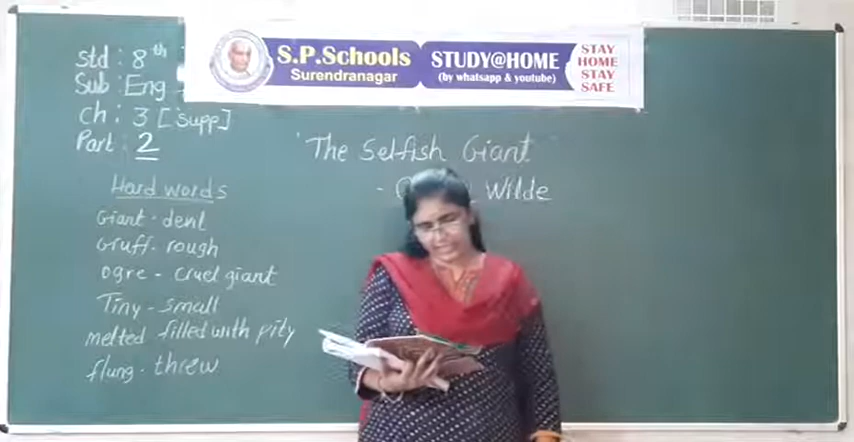 std : 8th
Sub : Eng
Ch : 3 [Supp]
Part : 2
S.P.Schools
Surendranagar
STUDY@HOME
(by whatsapp & youtube)
STAY
HOME
STAY
SAFE
The Selfish Giant
- Wilde
Hard words
Giant - dent
Gruff - rough
Ogre - Cruel giant
Tiny - small
melted - filled with pity
flung - threw